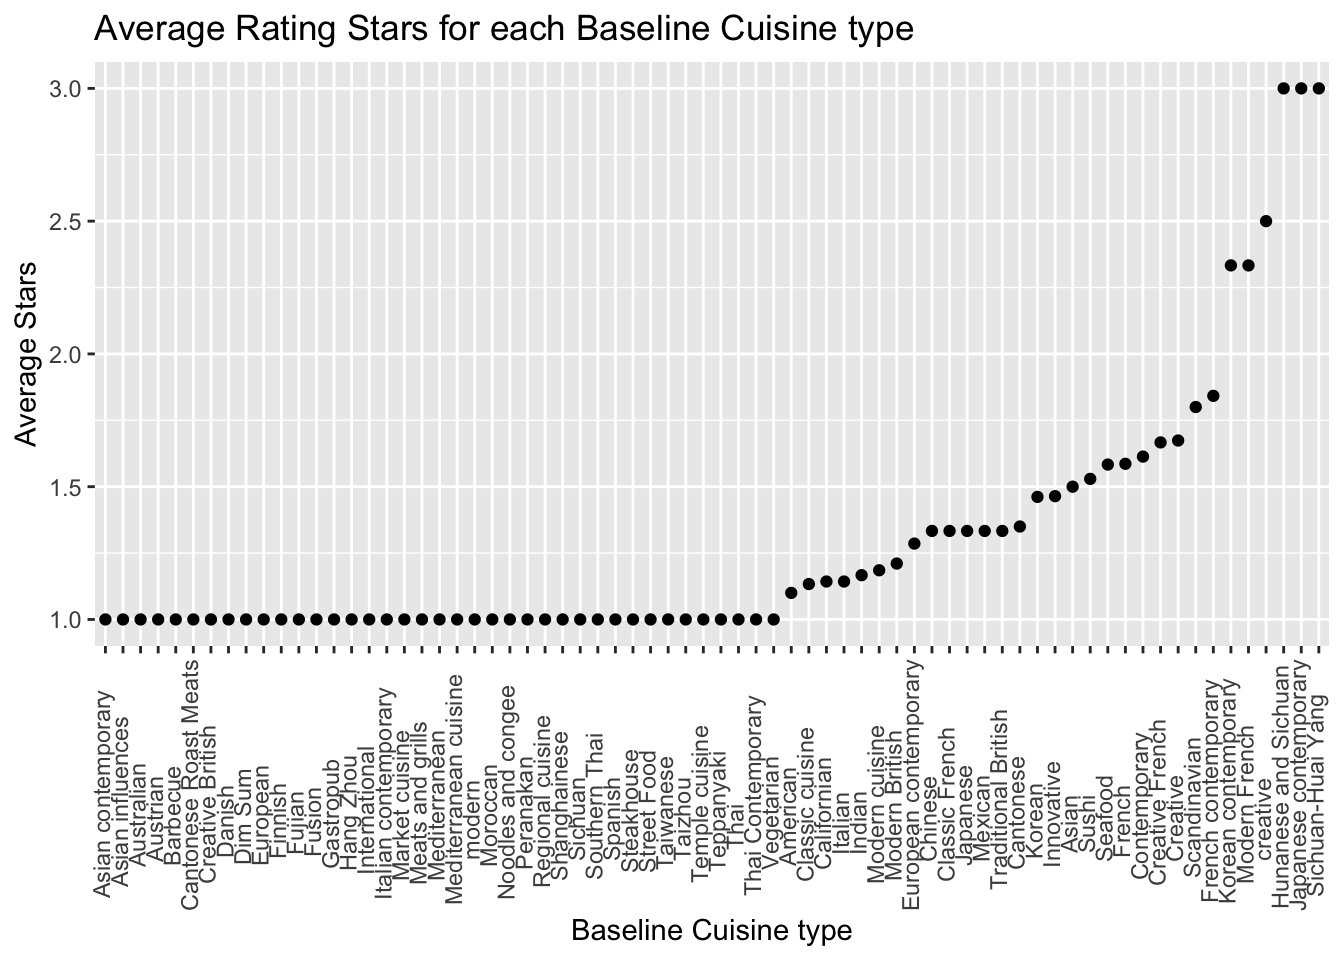 Average Rating Stars for each Baseline Cuisine type
Average Stars
3.0
2.5
2.0
1.5
1.0
Asian contemporary
Asian influences
Australian
Austrian
Barbecue
Cantonese Roast Meats
Creative British
Danish
Dim Sum
European
Finnish
Fujian
Fusion
Gastropub
Hang Zhou
International
Italian contemporary
Market cuisine
Meats and grills
Mediterranean
Mediterranean cuisine
modern
Moroccan
Noodles and congee
Peranakan
Regional cuisine
Shanghainese
Sichuan
Southern Thai
Spanish
Steakhouse
Street Food
Taiwanese
Taizhou
Temple cuisine
Teppanyaki
Thai
Thai Contemporary
Vegetarian
American
Classic cuisine
Californian
Italian
Indian
Modern cuisine
Modern British
European contemporary
Chinese
Classic French
Japanese
Mexican
Traditional British
Cantonese
Korean
Innovative
Asian
Sushi
Seafood
French
Contemporary
Creative French
Creative
Scandinavian
French contemporary
Korean contemporary
Modern French
creative
Hunanese and Sichuan
Japanese contemporary
Sichuan-Huai Yang
Baseline Cuisine type